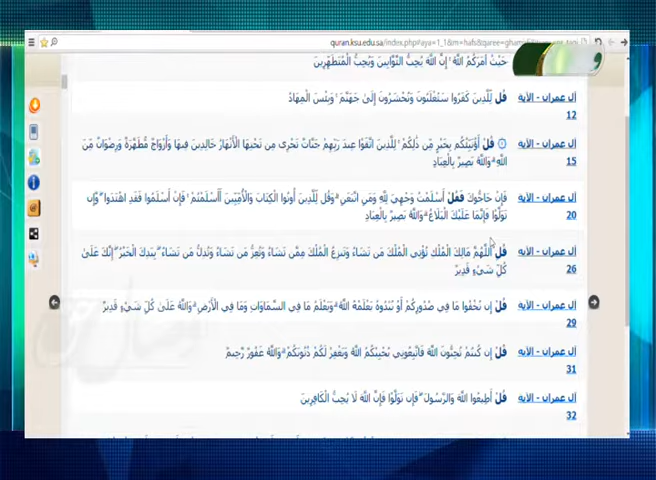 quran.ksu.edu.sa/index.php#aya=1_1&m=hafs&qaree=gham
حَيْثُ أَمَرَكُمُ اللَّهُ ۚ إِنَّ اللَّهَ يُحِبُّ التَّوَّابِينَ وَيُحِبُّ الْمُتَطَهِّرِينَ
آل عمران - الآية 12
قُل لِّلَّذِينَ كَفَرُوا سَتُغْلَبُونَ وَتُحْشَرُونَ إِلَىٰ جَهَنَّمَ ۚ وَبِئْسَ الْمِهَادُ
آل عمران - الآية 15
۞ قُلْ أَؤُنَبِّئُكُم بِخَيْرٍ مِّن ذَٰلِكُمْ ۚ لِلَّذِينَ اتَّقَوْا عِندَ رَبِّهِمْ جَنَّاتٌ تَجْرِي مِن تَحْتِهَا الْأَنْهَارُ خَالِدِينَ فِيهَا وَأَزْوَاجٌ مُّطَهَّرَةٌ وَرِضْوَانٌ مِّنَ
اللَّهِ ۗ وَاللَّهُ بَصِيرٌ بِالْعِبَادِ
آل عمران - الآية 20
فَإِنْ حَاجُّوكَ فَقُلْ أَسْلَمْتُ وَجْهِيَ لِلَّهِ وَمَنِ اتَّبَعَنِ ۗ وَقُل لِّلَّذِينَ أُوتُوا الْكِتَابَ وَالْأُمِّيِّينَ أَأَسْلَمْتُمْ ۚ فَإِنْ أَسْلَمُوا فَقَدِ اهْتَدَوا ۖ وَّإِن
تَوَلَّوْا فَإِنَّمَا عَلَيْكَ الْبَلَاغُ ۗ وَاللَّهُ بَصِيرٌ بِالْعِبَادِ
آل عمران - الآية 26
قُلِ اللَّهُمَّ مَالِكَ الْمُلْكِ تُؤْتِي الْمُلْكَ مَن تَشَاءُ وَتَنزِعُ الْمُلْكَ مِمَّن تَشَاءُ وَتُعِزُّ مَن تَشَاءُ وَتُذِلُّ مَن تَشَاءُ ۖ بِيَدِكَ الْخَيْرُ ۖ إِنَّكَ عَلَىٰ
كُلِّ شَيْءٍ قَدِيرٌ
آل عمران - الآية 29
قُلْ إِن تُخْفُوا مَا فِي صُدُورِكُمْ أَوْ تُبْدُوهُ يَعْلَمْهُ اللَّهُ ۗ وَيَعْلَمُ مَا فِي السَّمَاوَاتِ وَمَا فِي الْأَرْضِ ۗ وَاللَّهُ عَلَىٰ كُلِّ شَيْءٍ قَدِيرٌ
آل عمران - الآية 31
قُلْ إِن كُنتُمْ تُحِبُّونَ اللَّهَ فَاتَّبِعُونِي يُحْبِبْكُمُ اللَّهُ وَيَغْفِرْ لَكُمْ ذُنُوبَكُمْ ۗ وَاللَّهُ غَفُورٌ رَّحِيمٌ
آل عمران - الآية 32
قُلْ أَطِيعُوا اللَّهَ وَالرَّسُولَ ۖ فَإِن تَوَلَّوْا فَإِنَّ اللَّهَ لَا يُحِبُّ الْكَافِرِينَ